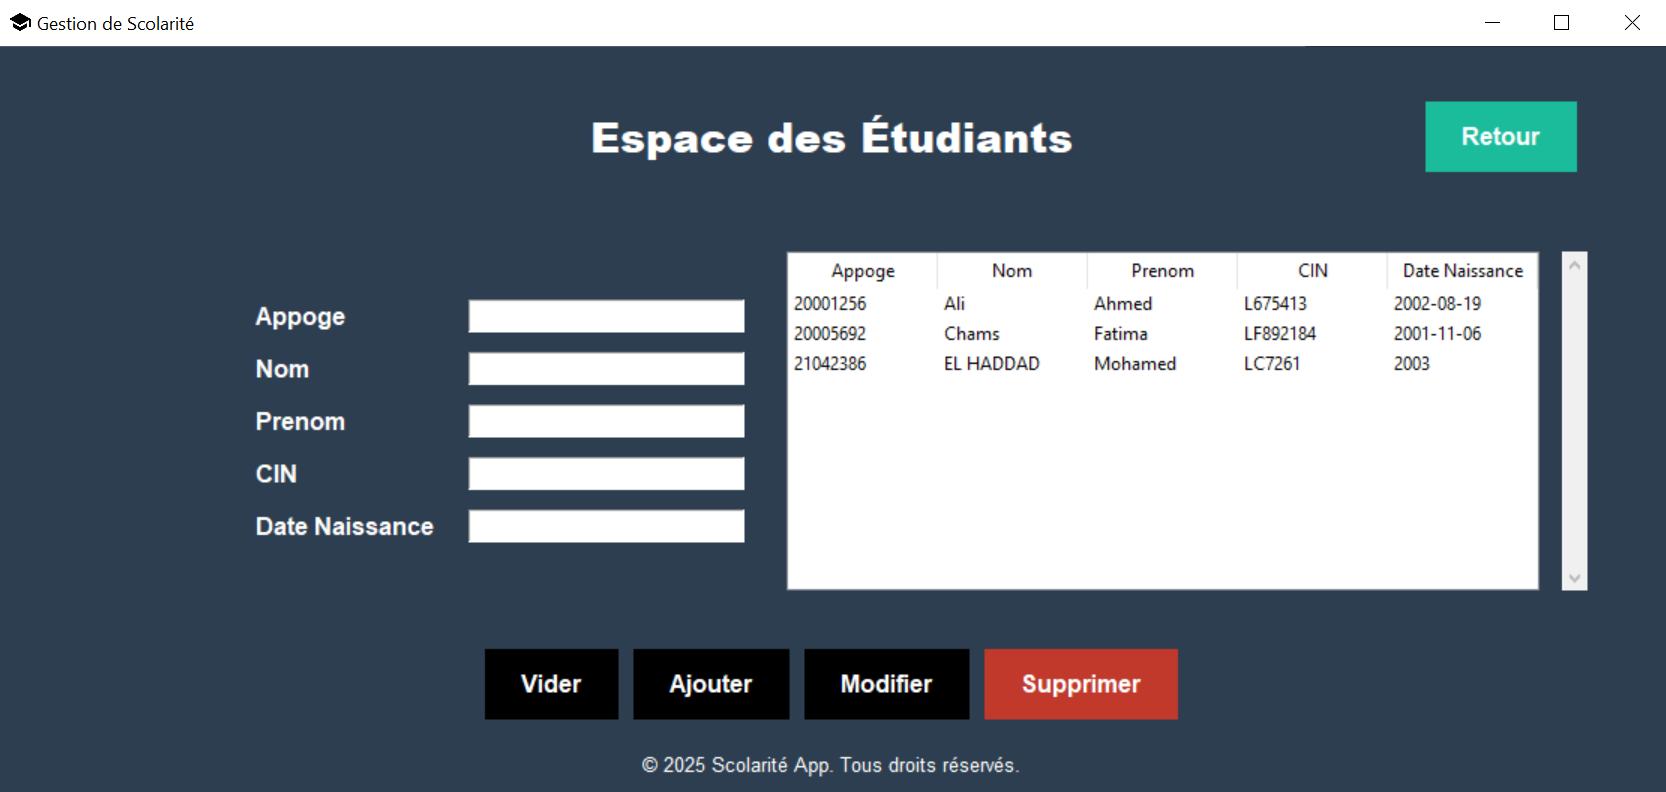 Gestion de Scolarité
Espace des Étudiants
Retour
Appoge
Nom
Prenom
CIN
Date Naissance
Appoge Nom Prenom CIN Date Naissance
20001256 Ali Ahmed L675413 2002-08-19
20005692 Chams Fatima LF892184 2001-11-06
21042386 EL HADDAD Mohamed LC7261 2003
Vider Ajouter Modifier Supprimer
© 2025 Scolarité App. Tous droits réservés.